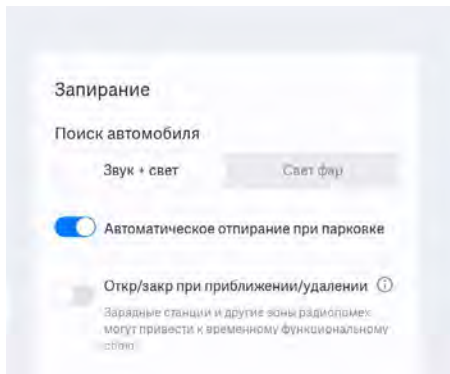 Запирание
Поиск автомобиля
Звук + свет Свет фар
Автоматическое отпирание при парковке
Откр/закр при приближении/удалении
Зарядные станции и другие зоны радиопомех
могут привести к временному функциональному
сбою